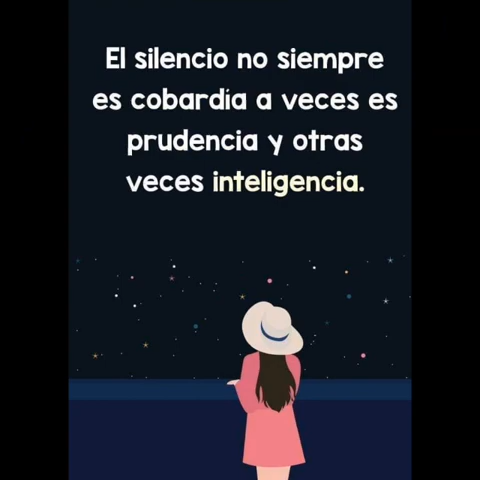 El silencio no siempre
es cobardía a veces es
prudencia y otras
veces inteligencia.